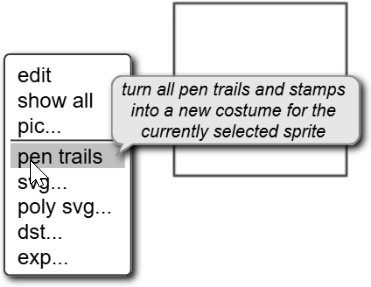 edit
show all
pic...
pen trails
svg...
poly svg...
dst...
exp...
turn all pen trails and stamps
into a new costume for the
currently selected sprite